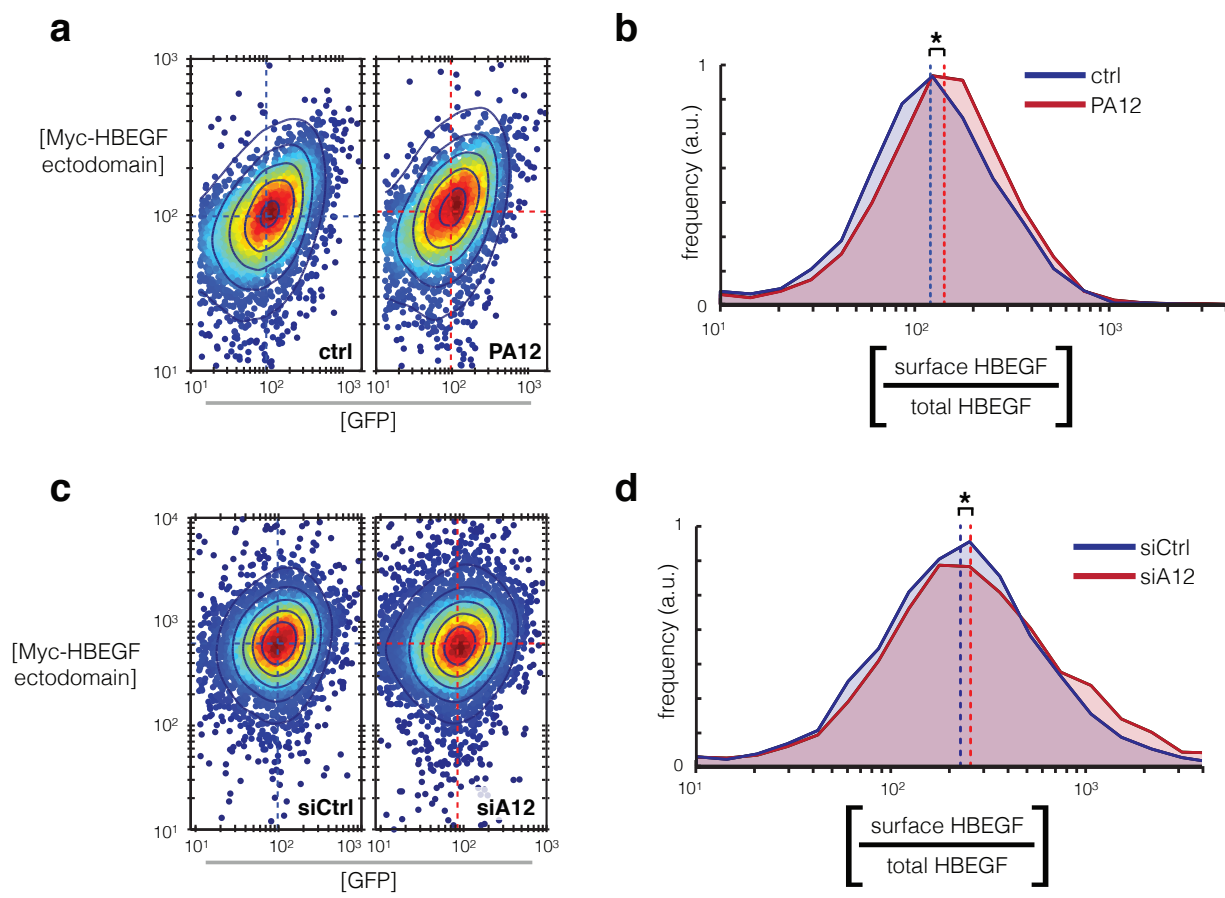 a
[Myc-HBEGF
ectodomain]
10³
10²
10¹
ctrl
PA12
10¹ 10² 10³ 10¹ 10² 10³
[GFP]
b
*
ctrl
PA12
frequency (a.u.)
1
0
10¹ 10² 10³
surface HBEGF
total HBEGF
c
[Myc-HBEGF
ectodomain]
10⁴
10³
10²
10¹
siCtrl
siA12
10¹ 10² 10³ 10¹ 10² 10³
[GFP]
d
*
siCtrl
siA12
frequency (a.u.)
1
0
10¹ 10² 10³
surface HBEGF
total HBEGF